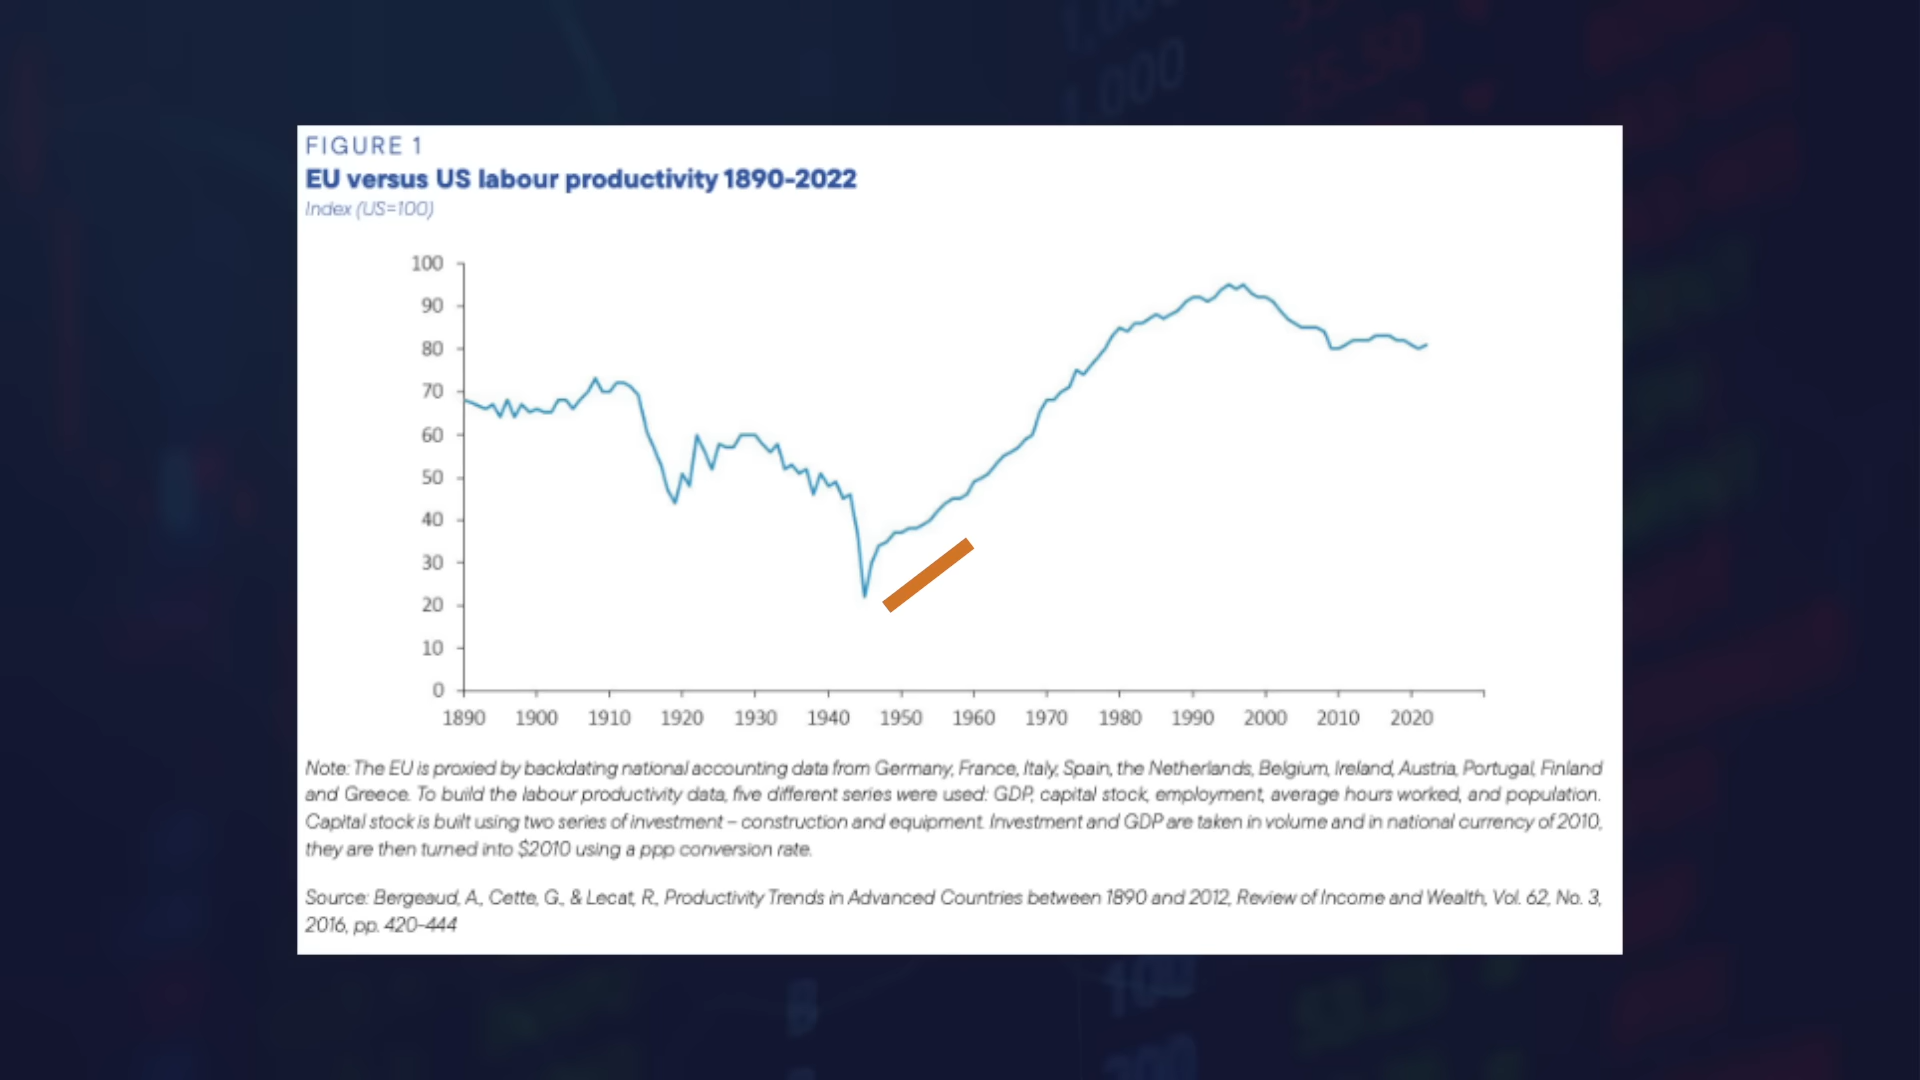 FIGURE 1
EU versus US labour productivity 1890-2022
Index (US=100)
100
90
80
70
60
50
40
30
20
10
0
1890 1900 1910 1920 1930 1940 1950 1960 1970 1980 1990 2000 2010 2020
Note: The EU is proxied by backdating national accounting data from Germany, France, Italy, Spain, the Netherlands, Belgium, Ireland, Austria, Portugal, Finland
and Greece. To build the labour productivity data, five different series were used: GDP, capital stock, employment, average hours worked, and population.
Capital stock is built using two series of investment – construction and equipment. Investment and GDP are taken in volume and in national currency of 2010,
they are then turned into $2010 using a ppp conversion rate.
Source: Bergeaud, A., Cette, G., & Lecat, R., Productivity Trends in Advanced Countries between 1890 and 2012, Review of Income and Wealth, Vol. 62, No. 3,
2016, pp. 420-444